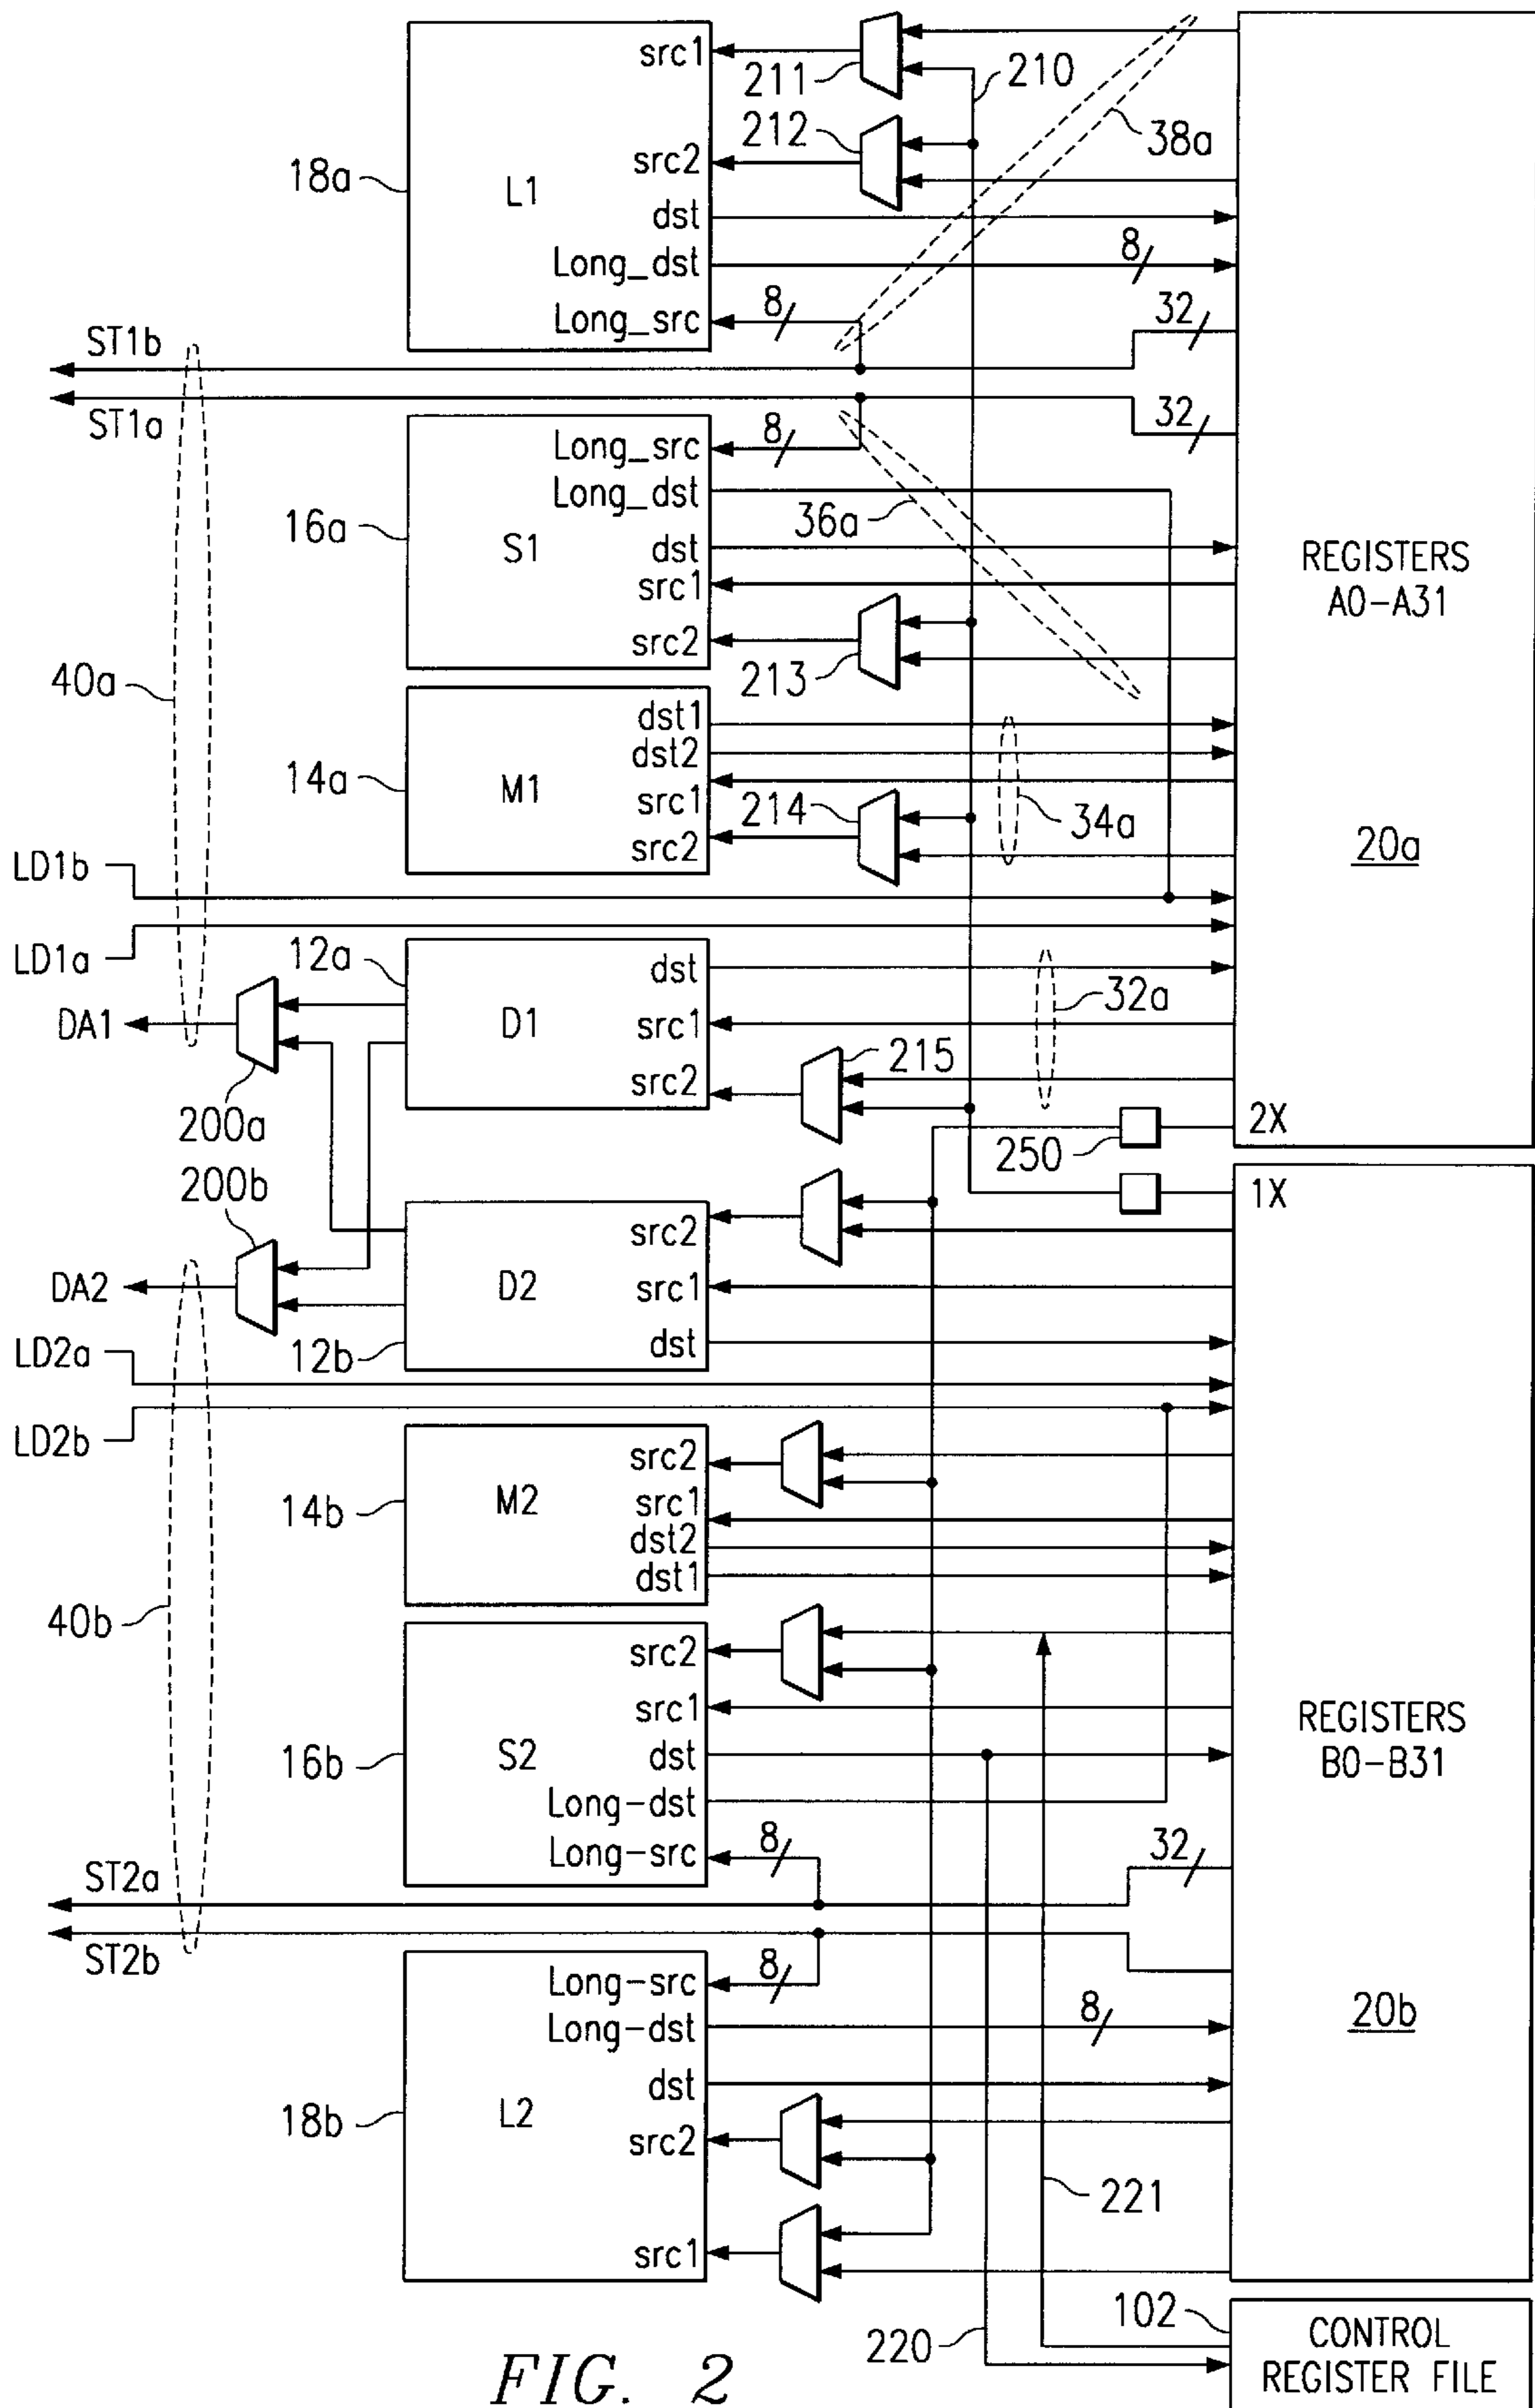 src1
211
210
38a
212
18a
src2
L1
dst
Long_dst
8
Long_src
8
32
ST1b
ST1a
32
Long_src
8
Long_dst
36a
16a
S1
dst
src1
src2
213
REGISTERS
A0-A31
40a
dst1
dst2
14a
M1
src1
214
34a
src2
20a
LD1b
LD1a
12a
dst
32a
DA1
D1
src1
215
src2
200a
250
2X
200b
1X
src2
DA2
D2
src1
LD2a
12b
dst
LD2b
src2
14b
M2
src1
dst2
dst1
40b
src2
src1
REGISTERS
B0-B31
16b
S2
dst
Long-dst
Long-src
8
32
ST2a
ST2b
Long-src
8
Long-dst
8
20b
dst
18b
L2
src2
221
src1
102
220
CONTROL
REGISTER FILE
FIG. 2